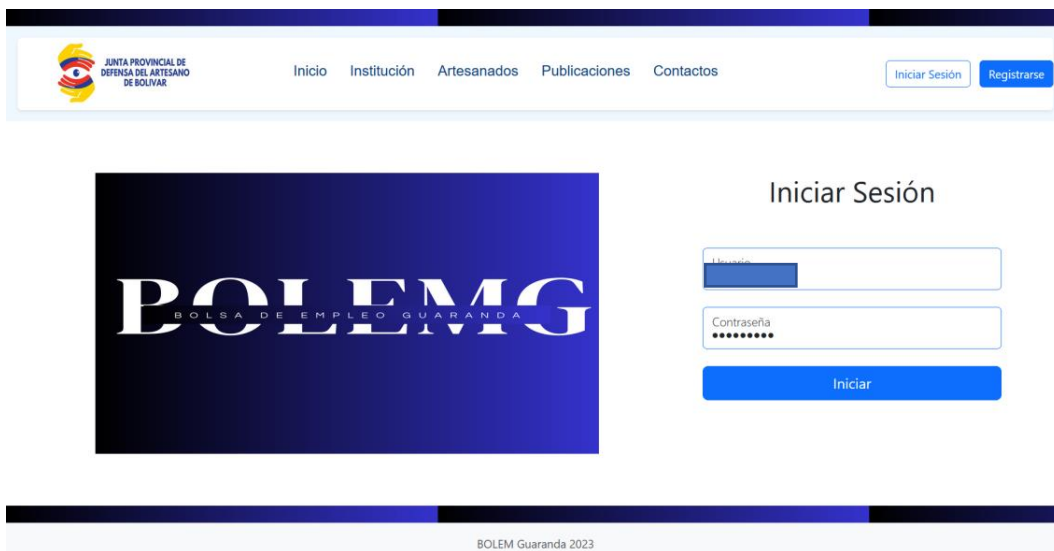 JUNTA PROVINCIAL DE
DEFENSA DEL ARTESANO
DE BOLIVAR
Inicio Institución Artesanados Publicaciones Contactos
Iniciar Sesión Registrarse
Iniciar Sesión
BOLEMG
BOLSA DE EMPLEO GUARANDA
Usuario
Contraseña
•••••••••
Iniciar
BOLEM Guaranda 2023